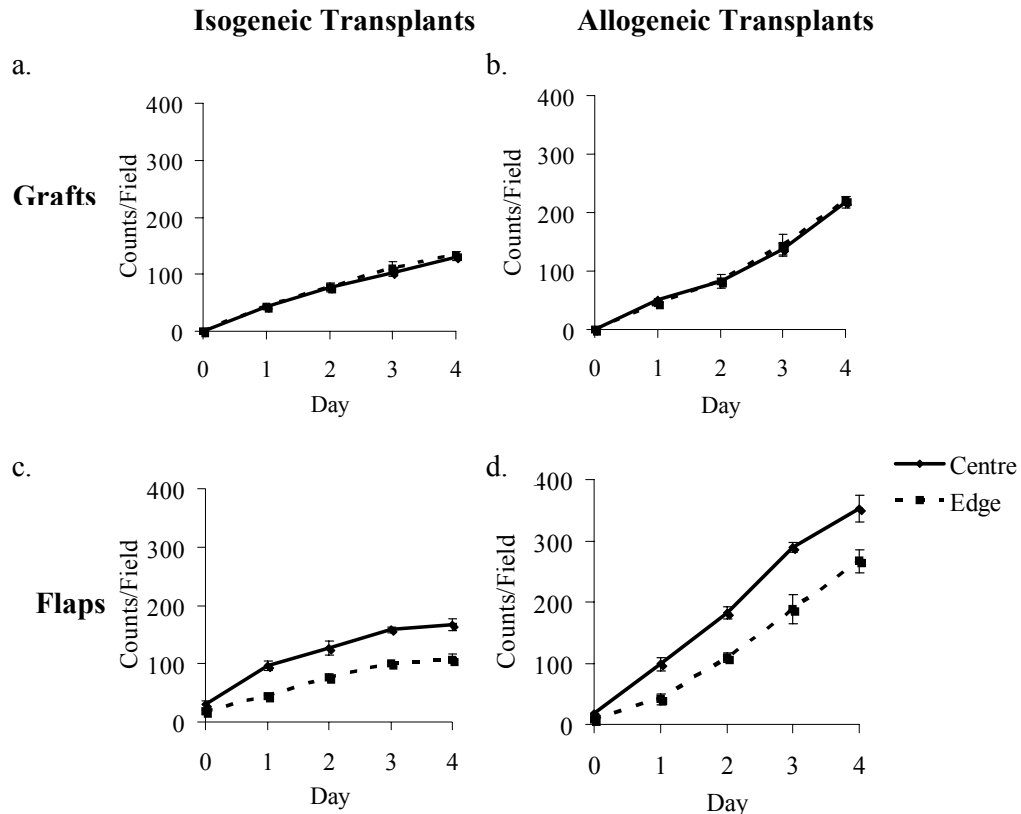 Isogeneic Transplants
Allogeneic Transplants
a.
b.
Grafts
Counts/Field
400
300
200
100
0
0 1 2 3 4
Day
Counts/Field
400
300
200
100
0
0 1 2 3 4
Day
c.
d.
Flaps
Counts/Field
400
300
200
100
0
0 1 2 3 4
Day
Counts/Field
400
300
200
100
0
0 1 2 3 4
Day
Centre
Edge